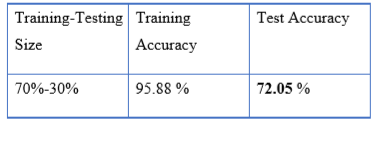 Training-Testing Training Test Accuracy
Size Accuracy
70%-30% 95.88 % 72.05 %